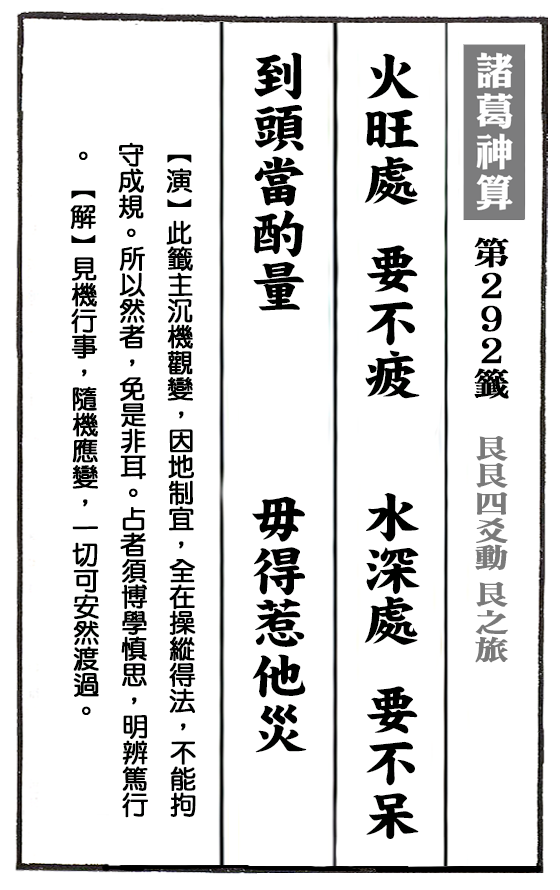 諸葛神算 第292籤 艮艮四爻動 艮之旅
火旺處 要不疲 水深處 要不呆
到頭當酌量 毋得惹他災
【演】此籤主沉機觀變，因地制宜，全在操縱得法，不能拘
守成規。所以然者，免是非耳。占者須博學慎思，明辨篤行
。【解】見機行事，隨機應變，一切可安然渡過。